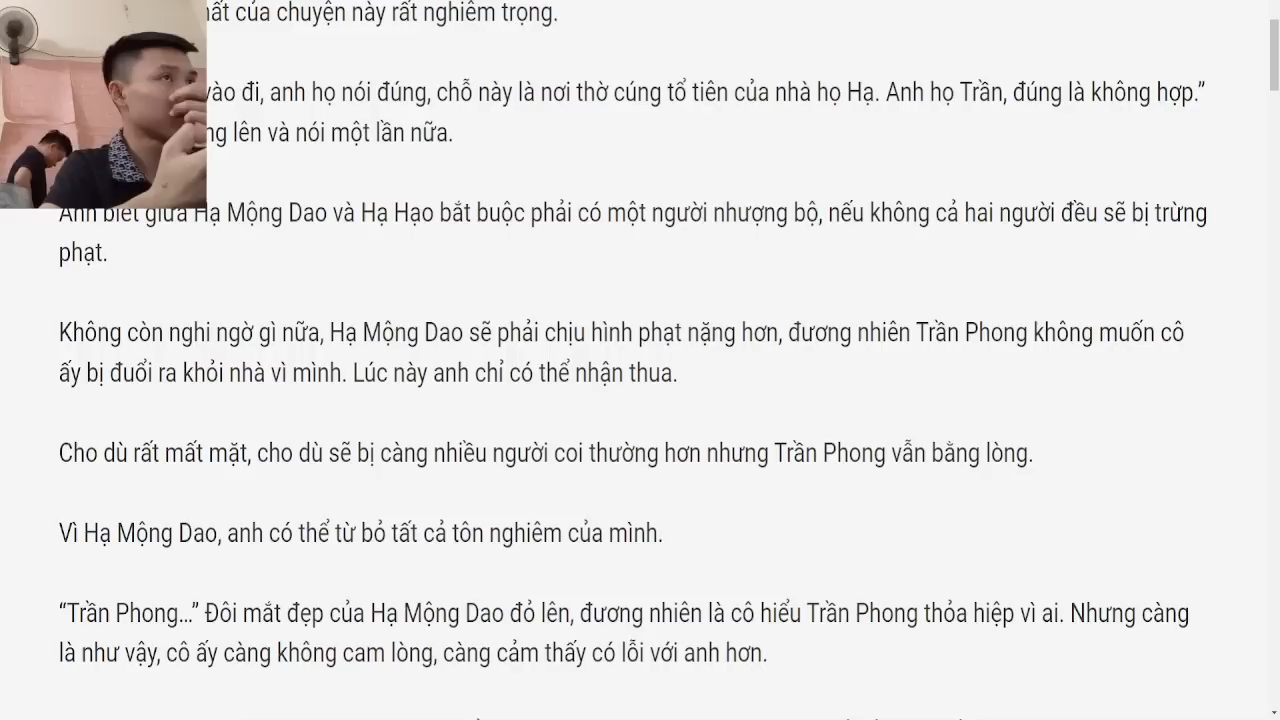 của chuyện này rất nghiêm trọng.
vào đi, anh họ nói đúng, chỗ này là nơi thờ cúng tổ tiên của nhà họ Hạ. Anh họ Trần, đúng là không hợp.”
lên và nói một lần nữa.
Anh biết giữa Hạ Mộng Dao và Hạ Hạo bắt buộc phải có một người nhượng bộ, nếu không cả hai người đều sẽ bị trừng
phạt.
Không còn nghi ngờ gì nữa, Hạ Mộng Dao sẽ phải chịu hình phạt nặng hơn, đương nhiên Trần Phong không muốn cô
ấy bị đuổi ra khỏi nhà vì mình. Lúc này anh chỉ có thể nhận thua.
Cho dù rất mất mặt, cho dù sẽ bị càng nhiều người coi thường hơn nhưng Trần Phong vẫn bằng lòng.
Vì Hạ Mộng Dao, anh có thể từ bỏ tất cả tôn nghiêm của mình.
“Trần Phong...” Đôi mắt đẹp của Hạ Mộng Dao đỏ lên, đương nhiên là cô hiểu Trần Phong thỏa hiệp vì ai. Nhưng càng
là như vậy, cô ấy càng không cam lòng, càng cảm thấy có lỗi với anh hơn.